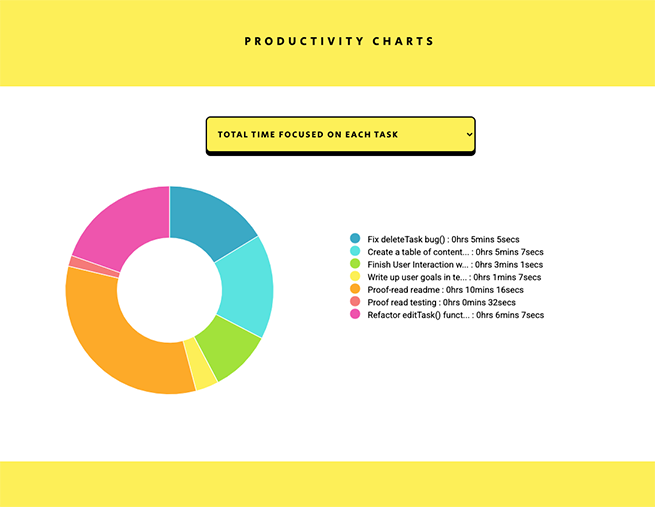 PRODUCTIVITY CHARTS
TOTAL TIME FOCUSED ON EACH TASK
Fix deleteTask bug() : 0hrs 5mins 5secs
Create a table of content... : 0hrs 5mins 7secs
Finish User Interaction w... : 0hrs 3mins 1secs
Write up user goals in te... : 0hrs 1mins 7secs
Proof-read readme : 0hrs 10mins 16secs
Proof read testing : 0hrs 0mins 32secs
Refactor editTask() funct... : 0hrs 6mins 7secs